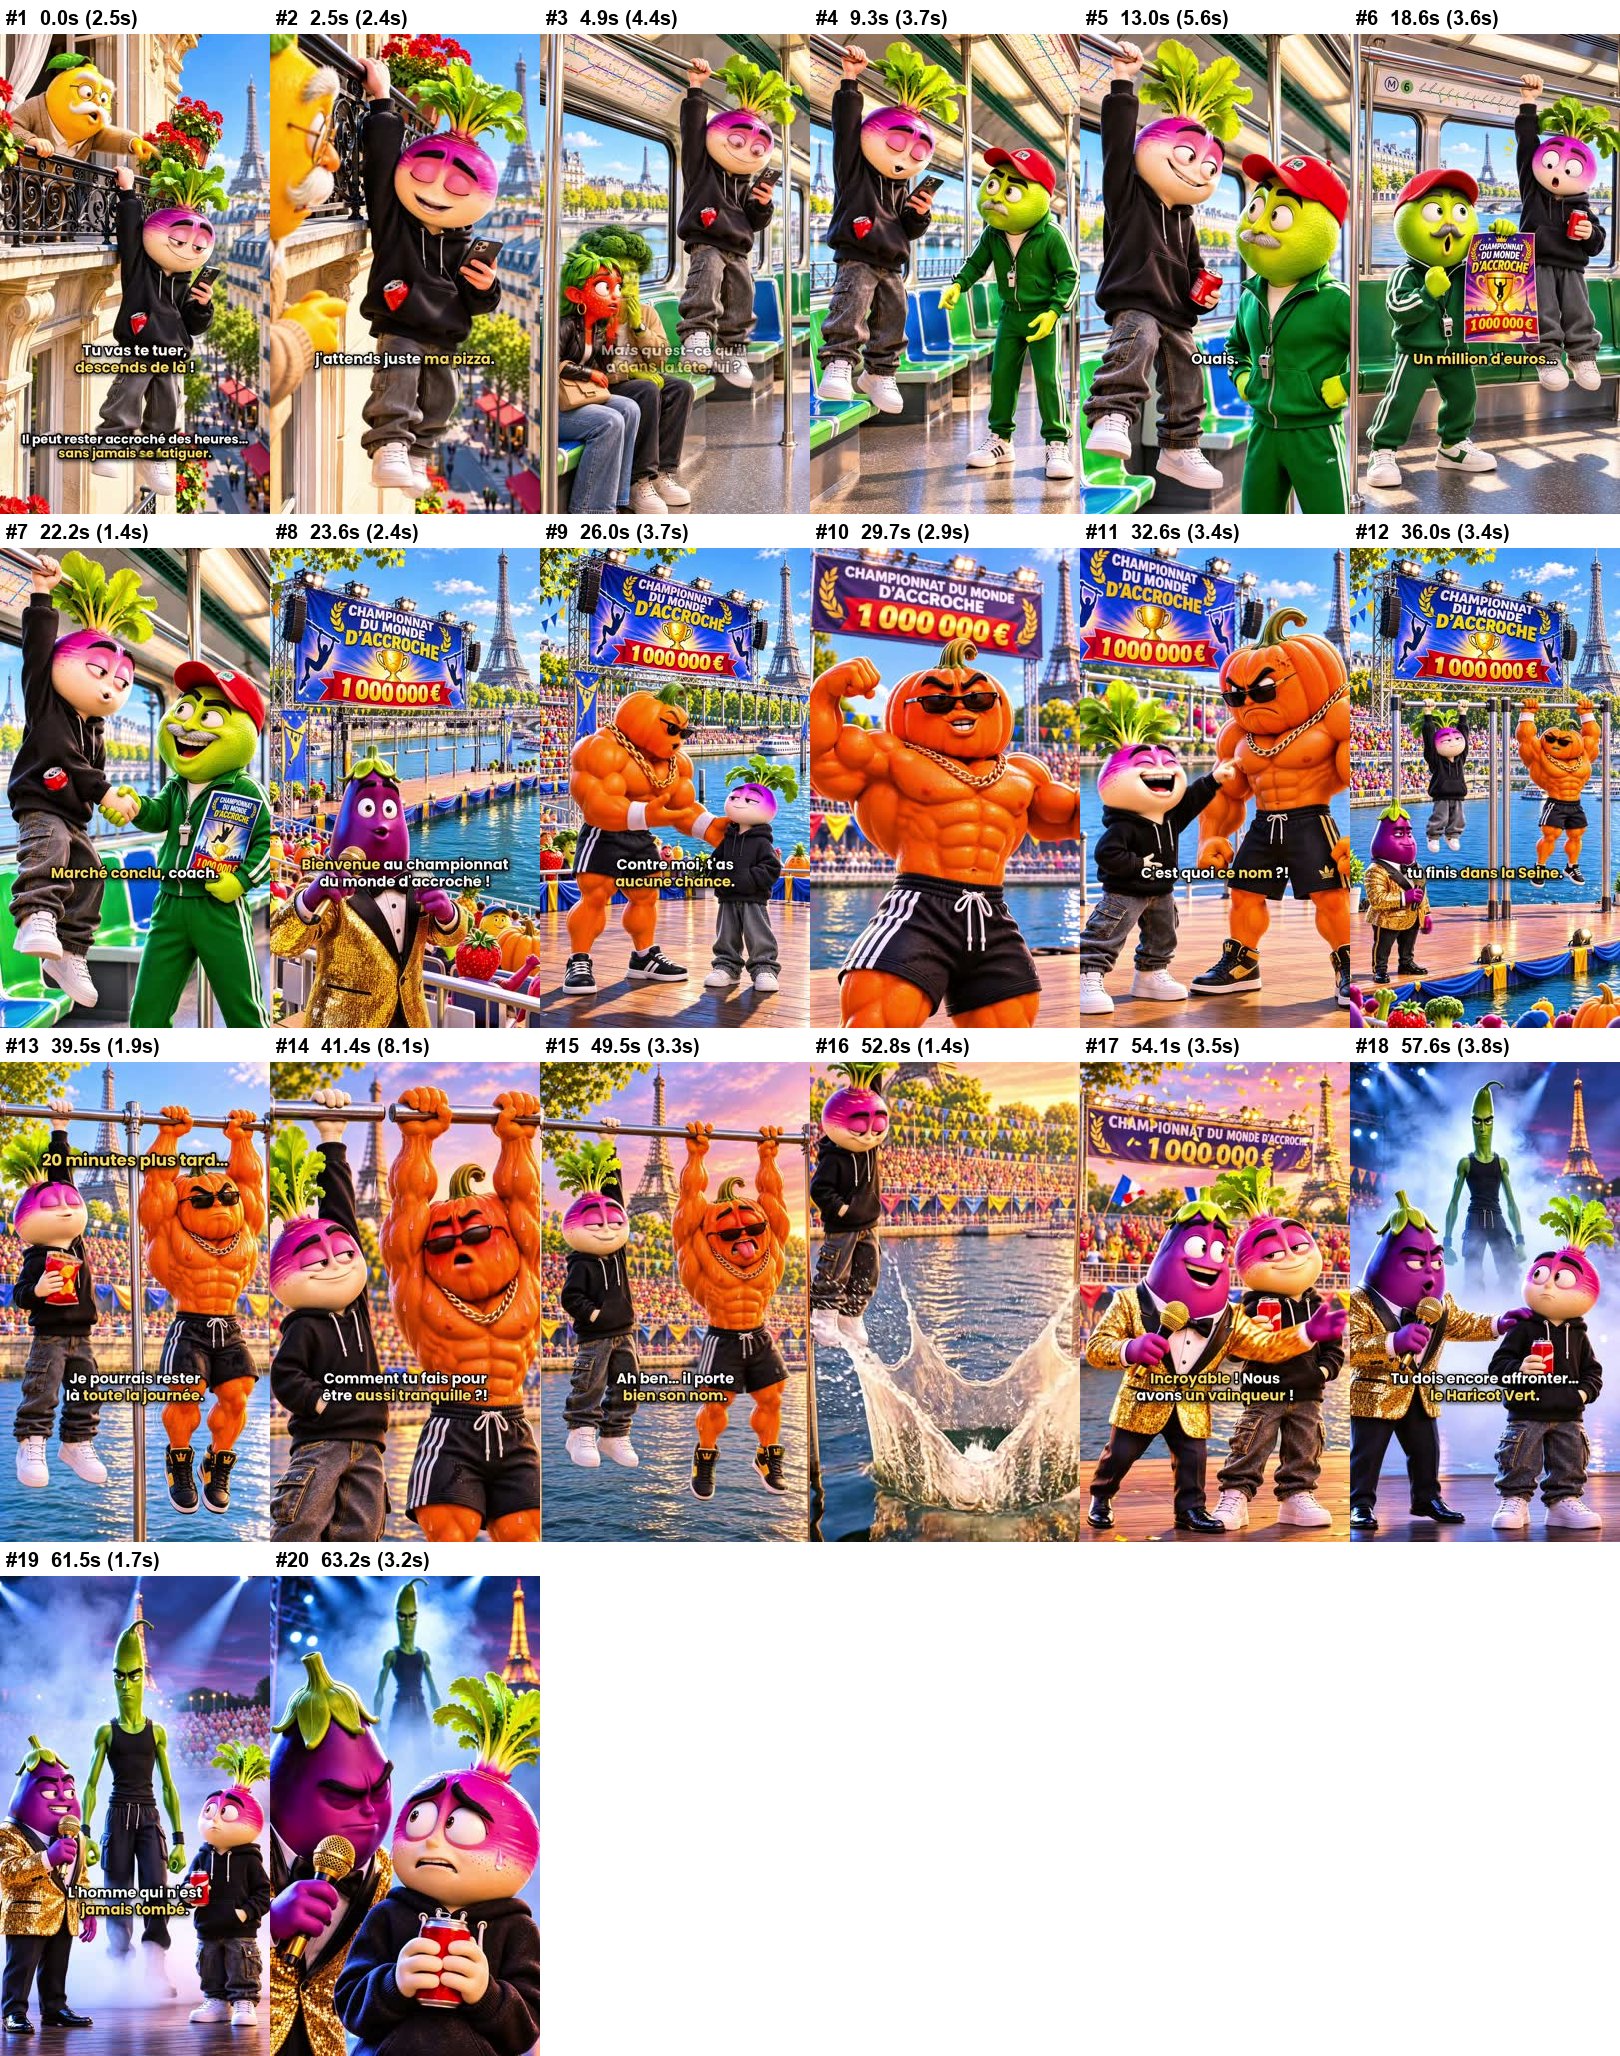 #1 0.0s (2.5s)
Tu vas te tuer,
descends de là !
Il peut rester accroché des heures...
sans jamais se fatiguer.
#2 2.5s (2.4s)
j'attends juste ma pizza.
#3 4.9s (4.4s)
Mais qu'est-ce qu'il
a dans la tête, lui ?
#4 9.3s (3.7s)
#5 13.0s (5.6s)
Ouais.
#6 18.6s (3.6s)
M 6
CHAMPIONNAT
DU MONDE
D'ACCROCHE
1 000 000 €
Un million d'euros...
#7 22.2s (1.4s)
CHAMPIONNAT
DU MONDE
D'ACCROCHE
1 000 000 €
Marché conclu, coach.
#8 23.6s (2.4s)
CHAMPIONNAT
DU MONDE
D'ACCROCHE
1 000 000 €
Bienvenue au championnat
du monde d'accroche !
#9 26.0s (3.7s)
CHAMPIONNAT
DU MONDE
D'ACCROCHE
1 000 000 €
Contre moi, t'as
aucune chance.
#10 29.7s (2.9s)
CHAMPIONNAT DU MONDE
D'ACCROCHE
1 000 000 €
#11 32.6s (3.4s)
CHAMPIONNAT
DU MONDE
D'ACCROCHE
1 000 000 €
C'est quoi ce nom ?!
#12 36.0s (3.4s)
CHAMPIONNAT
DU MONDE
D'ACCROCHE
1 000 000 €
tu finis dans la Seine.
#13 39.5s (1.9s)
20 minutes plus tard...
Je pourrais rester
là toute la journée.
#14 41.4s (8.1s)
Comment tu fais pour
être aussi tranquille ?!
#15 49.5s (3.3s)
Ah ben... il porte
bien son nom.
#16 52.8s (1.4s)
#17 54.1s (3.5s)
CHAMPIONNAT DU MONDE D'ACCROCHE
1 000 000 €
Incroyable ! Nous
avons un vainqueur !
#18 57.6s (3.8s)
Tu dois encore affronter...
le Haricot Vert.
#19 61.5s (1.7s)
L'homme qui n'est
jamais tombé.
#20 63.2s (3.2s)